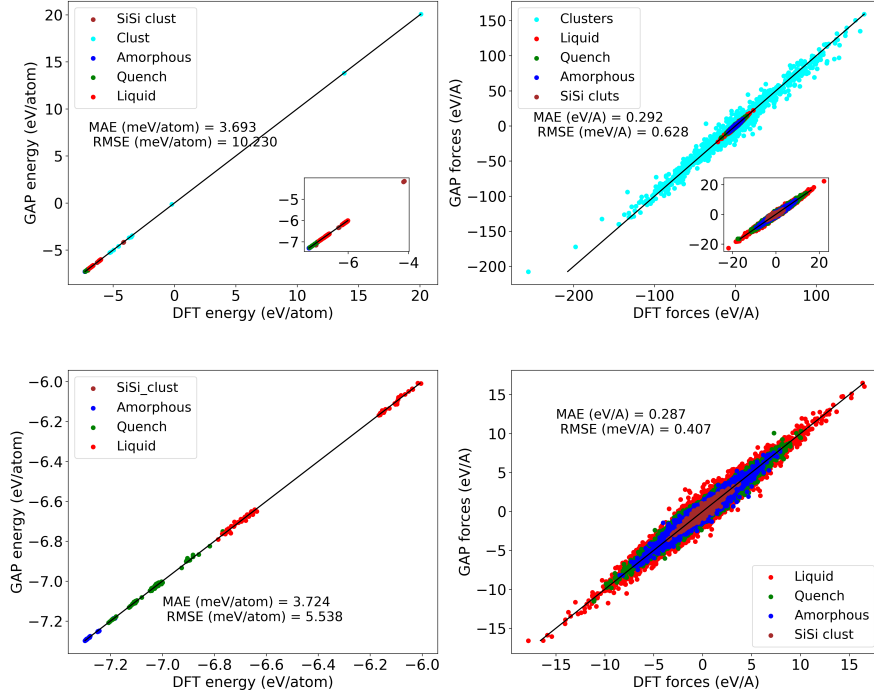 SiSi clust
Clust
Amorphous
Quench
Liquid
MAE (meV/atom) = 3.693
RMSE (meV/atom) = 10.230
20
15
10
5
0
−5
−5
0
5
10
15
20
GAP energy (eV/atom)
DFT energy (eV/atom)
−5
−6
−7
−6
−4
Clusters
Liquid
Quench
Amorphous
SiSi cluts
MAE (eV/A) = 0.292
RMSE (meV/A) = 0.628
150
100
50
0
−50
−100
−150
−200
−200
−100
0
100
GAP forces (eV/A)
DFT forces (eV/A)
20
0
−20
−20
0
20
SiSi_clust
Amorphous
Quench
Liquid
MAE (meV/atom) = 3.724
RMSE (meV/atom) = 5.538
−6.0
−6.2
−6.4
−6.6
−6.8
−7.0
−7.2
−7.2
−7.0
−6.8
−6.6
−6.4
−6.2
−6.0
GAP energy (eV/atom)
DFT energy (eV/atom)
MAE (eV/A) = 0.287
RMSE (meV/A) = 0.407
15
10
5
0
−5
−10
−15
−15
−10
−5
0
5
10
15
GAP forces (eV/A)
DFT forces (eV/A)
Liquid
Quench
Amorphous
SiSi clust